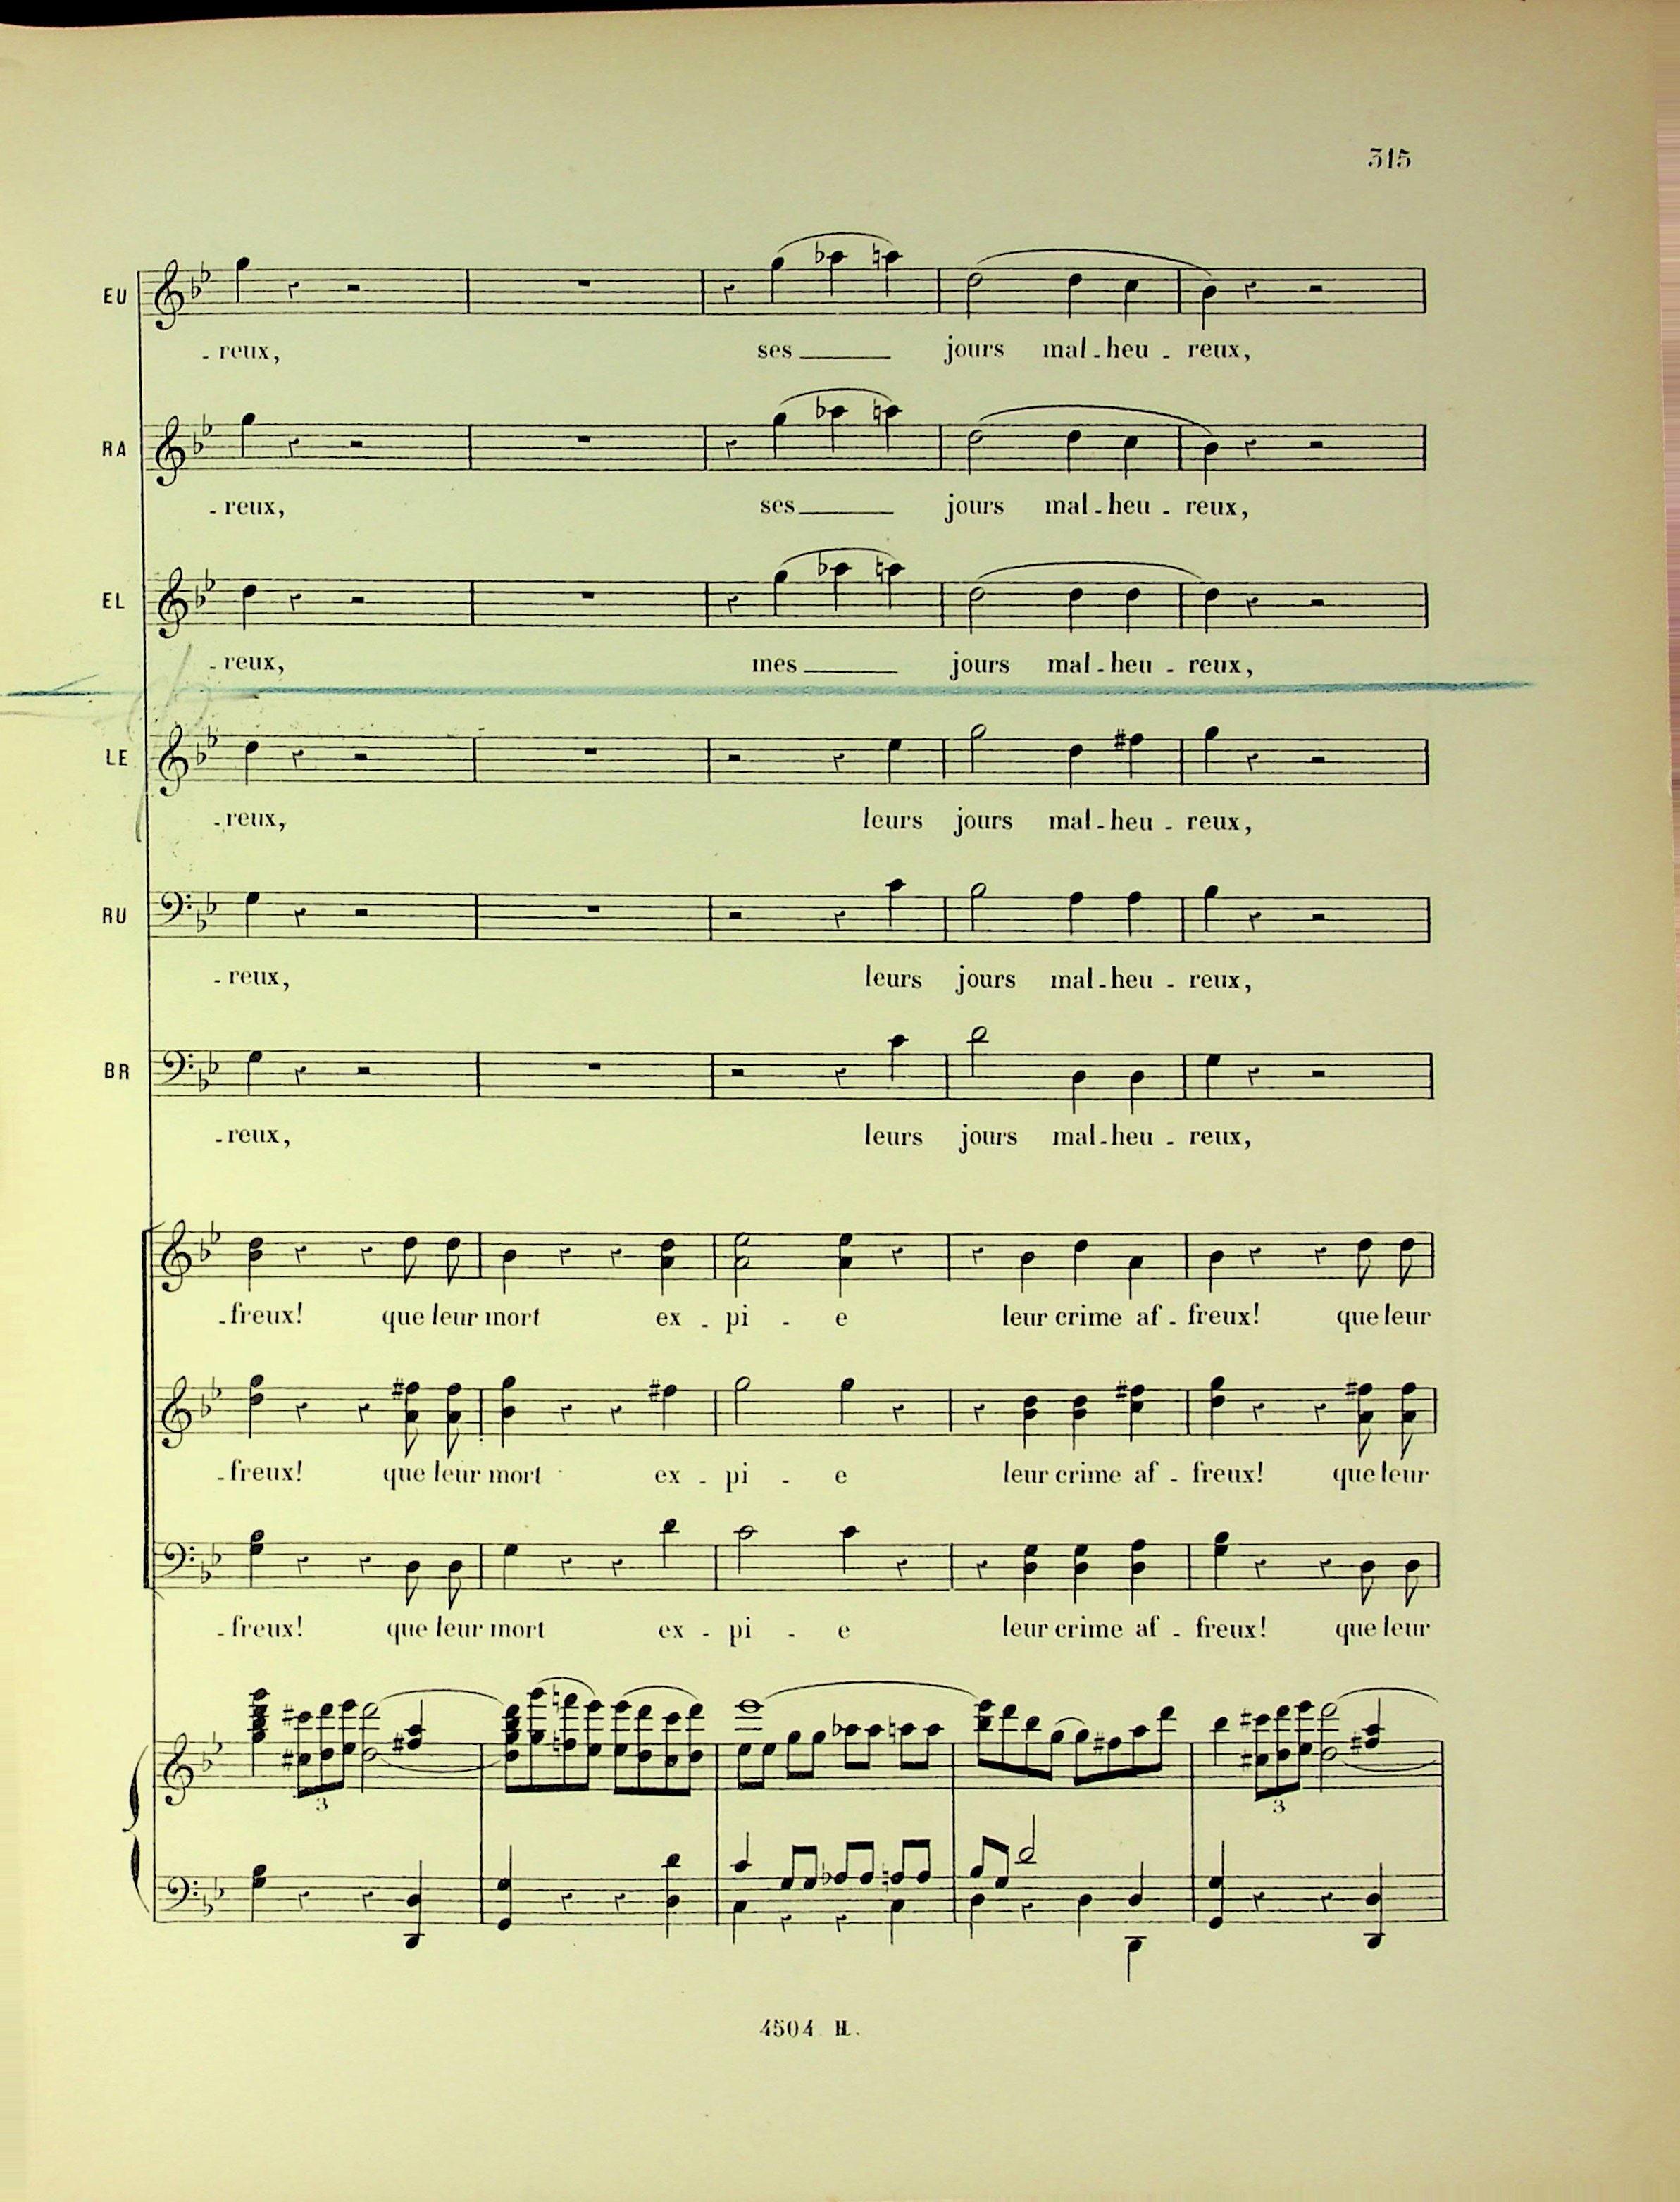 315
EU
- reux, ses jours mal - heu - reux,
RA
- reux, ses jours mal - heu - reux,
EL
- reux, mes jours mal - heu - reux,
LE
- reux, leurs jours mal - heu - reux,
RU
- reux, leurs jours mal - heu - reux,
BR
- reux, leurs jours mal - heu - reux,
- freux! que leur mort ex - pi - e leur crime af - freux! que leur
- freux! que leur mort ex - pi - e leur crime af - freux! que leur
- freux! que leur mort ex - pi - e leur crime af - freux! que leur
3 3
4504. H.